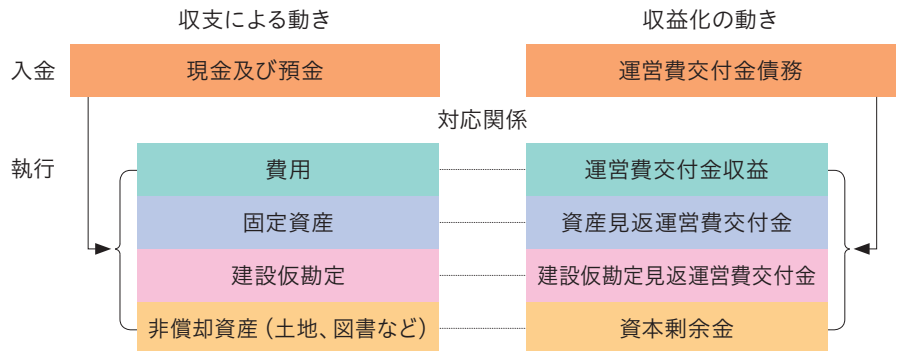 収支による動き
収益化の動き
入金
現金及び預金
運営費交付金債務
対応関係
執行
費用
運営費交付金収益
固定資産
資産見返運営費交付金
建設仮勘定
建設仮勘定見返運営費交付金
非償却資産（土地、図書など）
資本剰余金